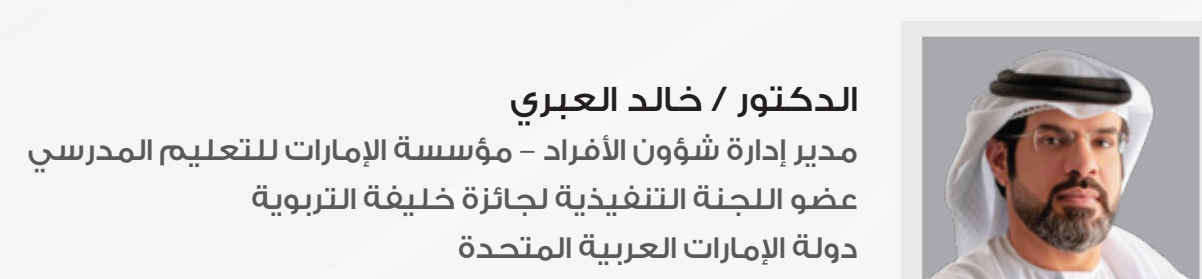 الدكتور / خالد العبري
مدير إدارة شؤون الأفراد – مؤسسة الإمارات للتعليم المدرسي
عضو اللجنة التنفيذية لجائزة خليفة التربوية
دولة الإمارات العربية المتحدة